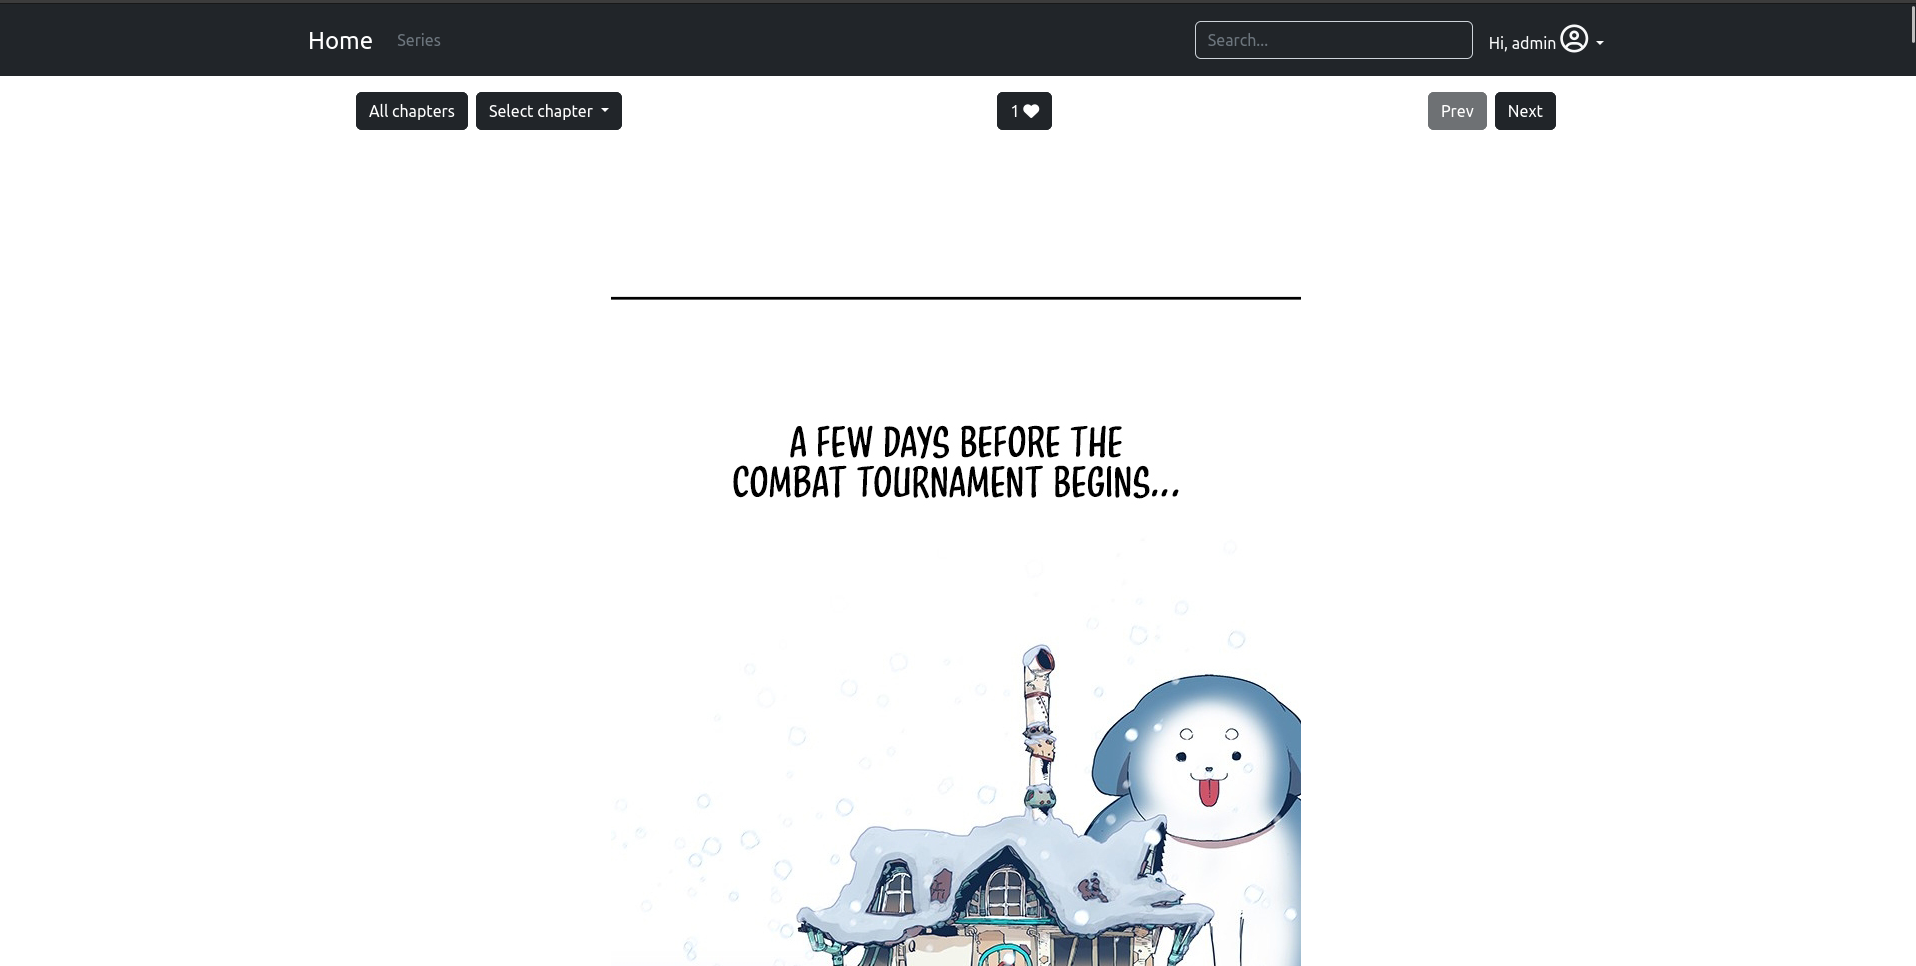 Home Series Search... Hi, admin
All chapters Select chapter 1 Prev Next
A FEW DAYS BEFORE THE
COMBAT TOURNAMENT BEGINS...